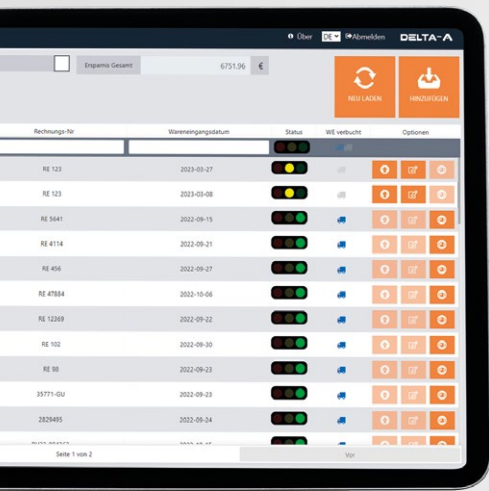 Über DE Abmelden DELTA-A
Ersparnis Gesamt 6751.96 €
NEU LADEN HINZUFÜGEN
Rechnungs-Nr Wareneingangsdatum Status WE verbucht Optionen
RE 123 2023-03-27
RE 123 2023-03-08
RE 5641 2022-09-15
RE 4114 2022-09-21
RE 456 2022-09-27
RE 47884 2022-10-06
RE 12369 2022-09-22
RE 102 2022-09-30
RE 98 2022-09-23
35771-GU 2022-09-23
2829495 2022-09-24
Seite 1 von 2 Vor